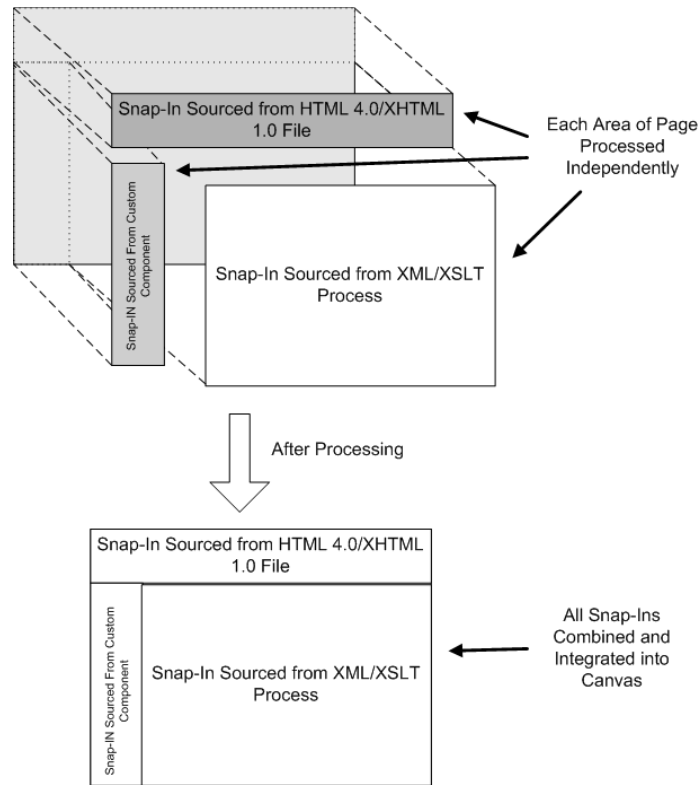 Snap-In Sourced from HTML 4.0/XHTML
1.0 File
Each Area of Page
Processed
Independently
Snap-IN Sourced From Custom
Component
Snap-In Sourced from XML/XSLT
Process
After Processing
Snap-In Sourced from HTML 4.0/XHTML
1.0 File
Snap-IN Sourced From Custom
Component
Snap-In Sourced from XML/XSLT
Process
All Snap-Ins
Combined and
Integrated into
Canvas